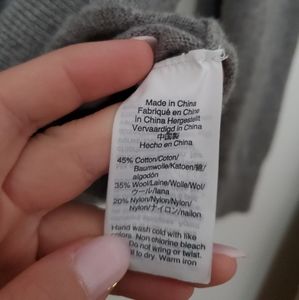 Made in China
Fabriqué en Chine
In China Hergestellt
Vervaardigd in China
中国製
Hecho en China
45% Cotton/Coton/
Baumwolle/Katoen/綿/
algodón
35% Wool/Laine/Wolle/Wol/
ウール/lana
20% Nylon/Nylon/Nylon/
Nylon/ナイロン/nailon
Hand wash cold with like
colors. Non chlorine bleach
Do not wring or twist.
to dry. Warm iron